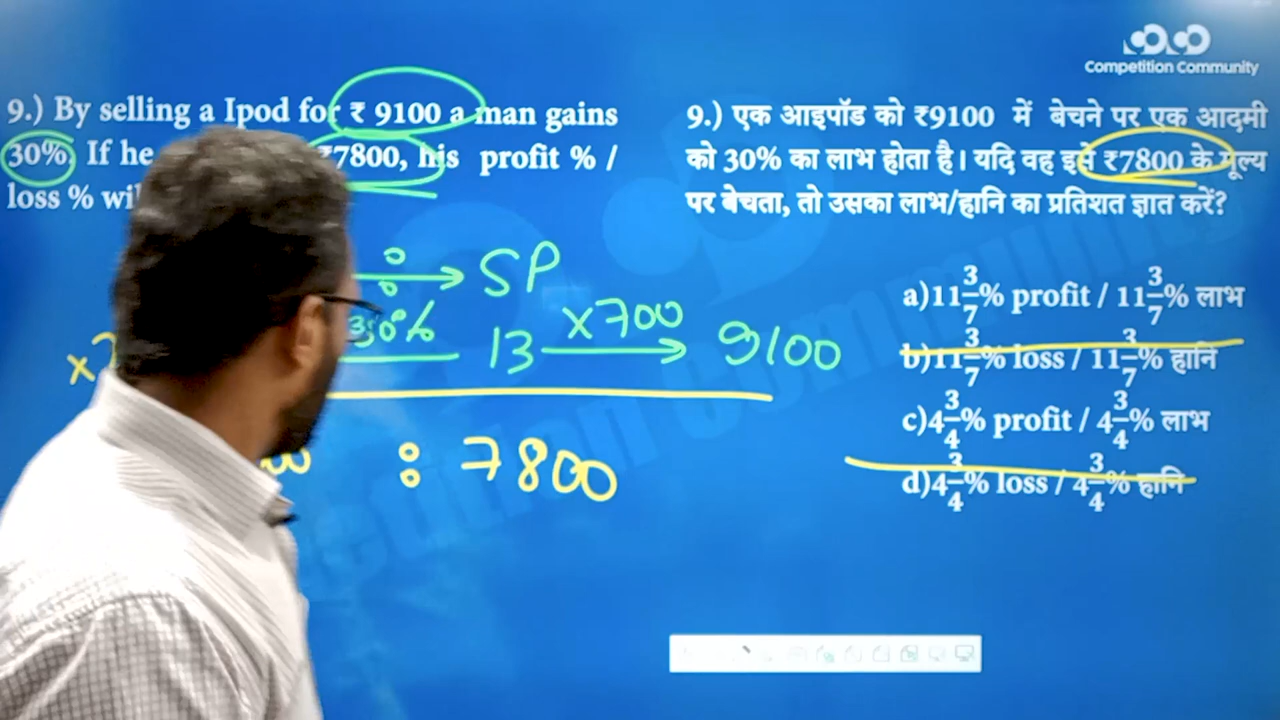 Competition Community
9.) By selling a Ipod for ₹ 9100 a man gains
30%. If he ₹7800, his profit % /
loss %
9.) एक आइपॉड को ₹9100 में बेचने पर एक आदमी
को 30% का लाभ होता है। यदि वह इसे ₹7800 के मूल्य
पर बेचता, तो उसका लाभ/हानि का प्रतिशत ज्ञात करें?
: SP
30% 13 x700 9100
: 7800
a)11 3/7% profit / 11 3/7% लाभ
b)11 3/7% loss / 11 3/7% हानि
c)4 3/4% profit / 4 3/4% लाभ
d)4 3/4% loss / 4 3/4% हानि